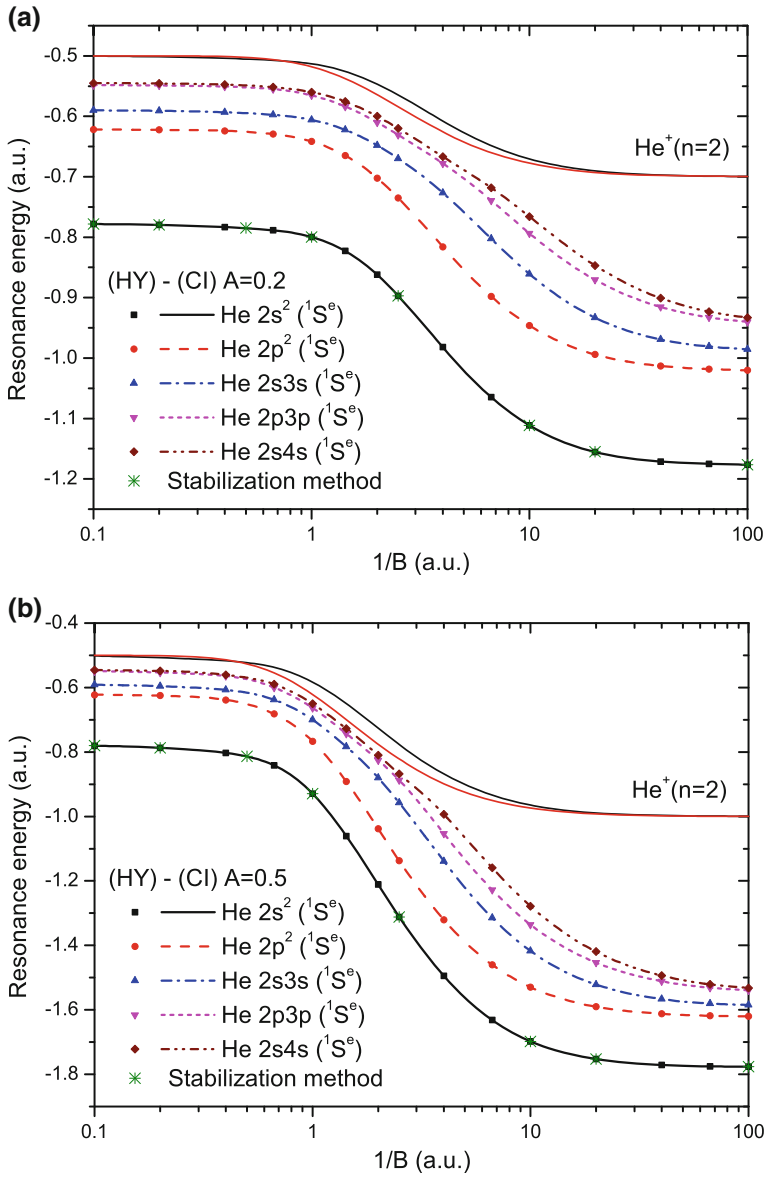 (a)
-0.5
-0.6
-0.7
-0.8
-0.9
-1.0
-1.1
-1.2
Resonance energy (a.u.)
He⁺(n=2)
(HY) - (CI) A=0.2
He 2s² (¹Sᵉ)
He 2p² (¹Sᵉ)
He 2s3s (¹Sᵉ)
He 2p3p (¹Sᵉ)
He 2s4s (¹Sᵉ)
Stabilization method
0.1 1 10 100
1/B (a.u.)
(b)
-0.4
-0.6
-0.8
-1.0
-1.2
-1.4
-1.6
-1.8
Resonance energy (a.u.)
He⁺(n=2)
(HY) - (CI) A=0.5
He 2s² (¹Sᵉ)
He 2p² (¹Sᵉ)
He 2s3s (¹Sᵉ)
He 2p3p (¹Sᵉ)
He 2s4s (¹Sᵉ)
Stabilization method
0.1 1 10 100
1/B (a.u.)